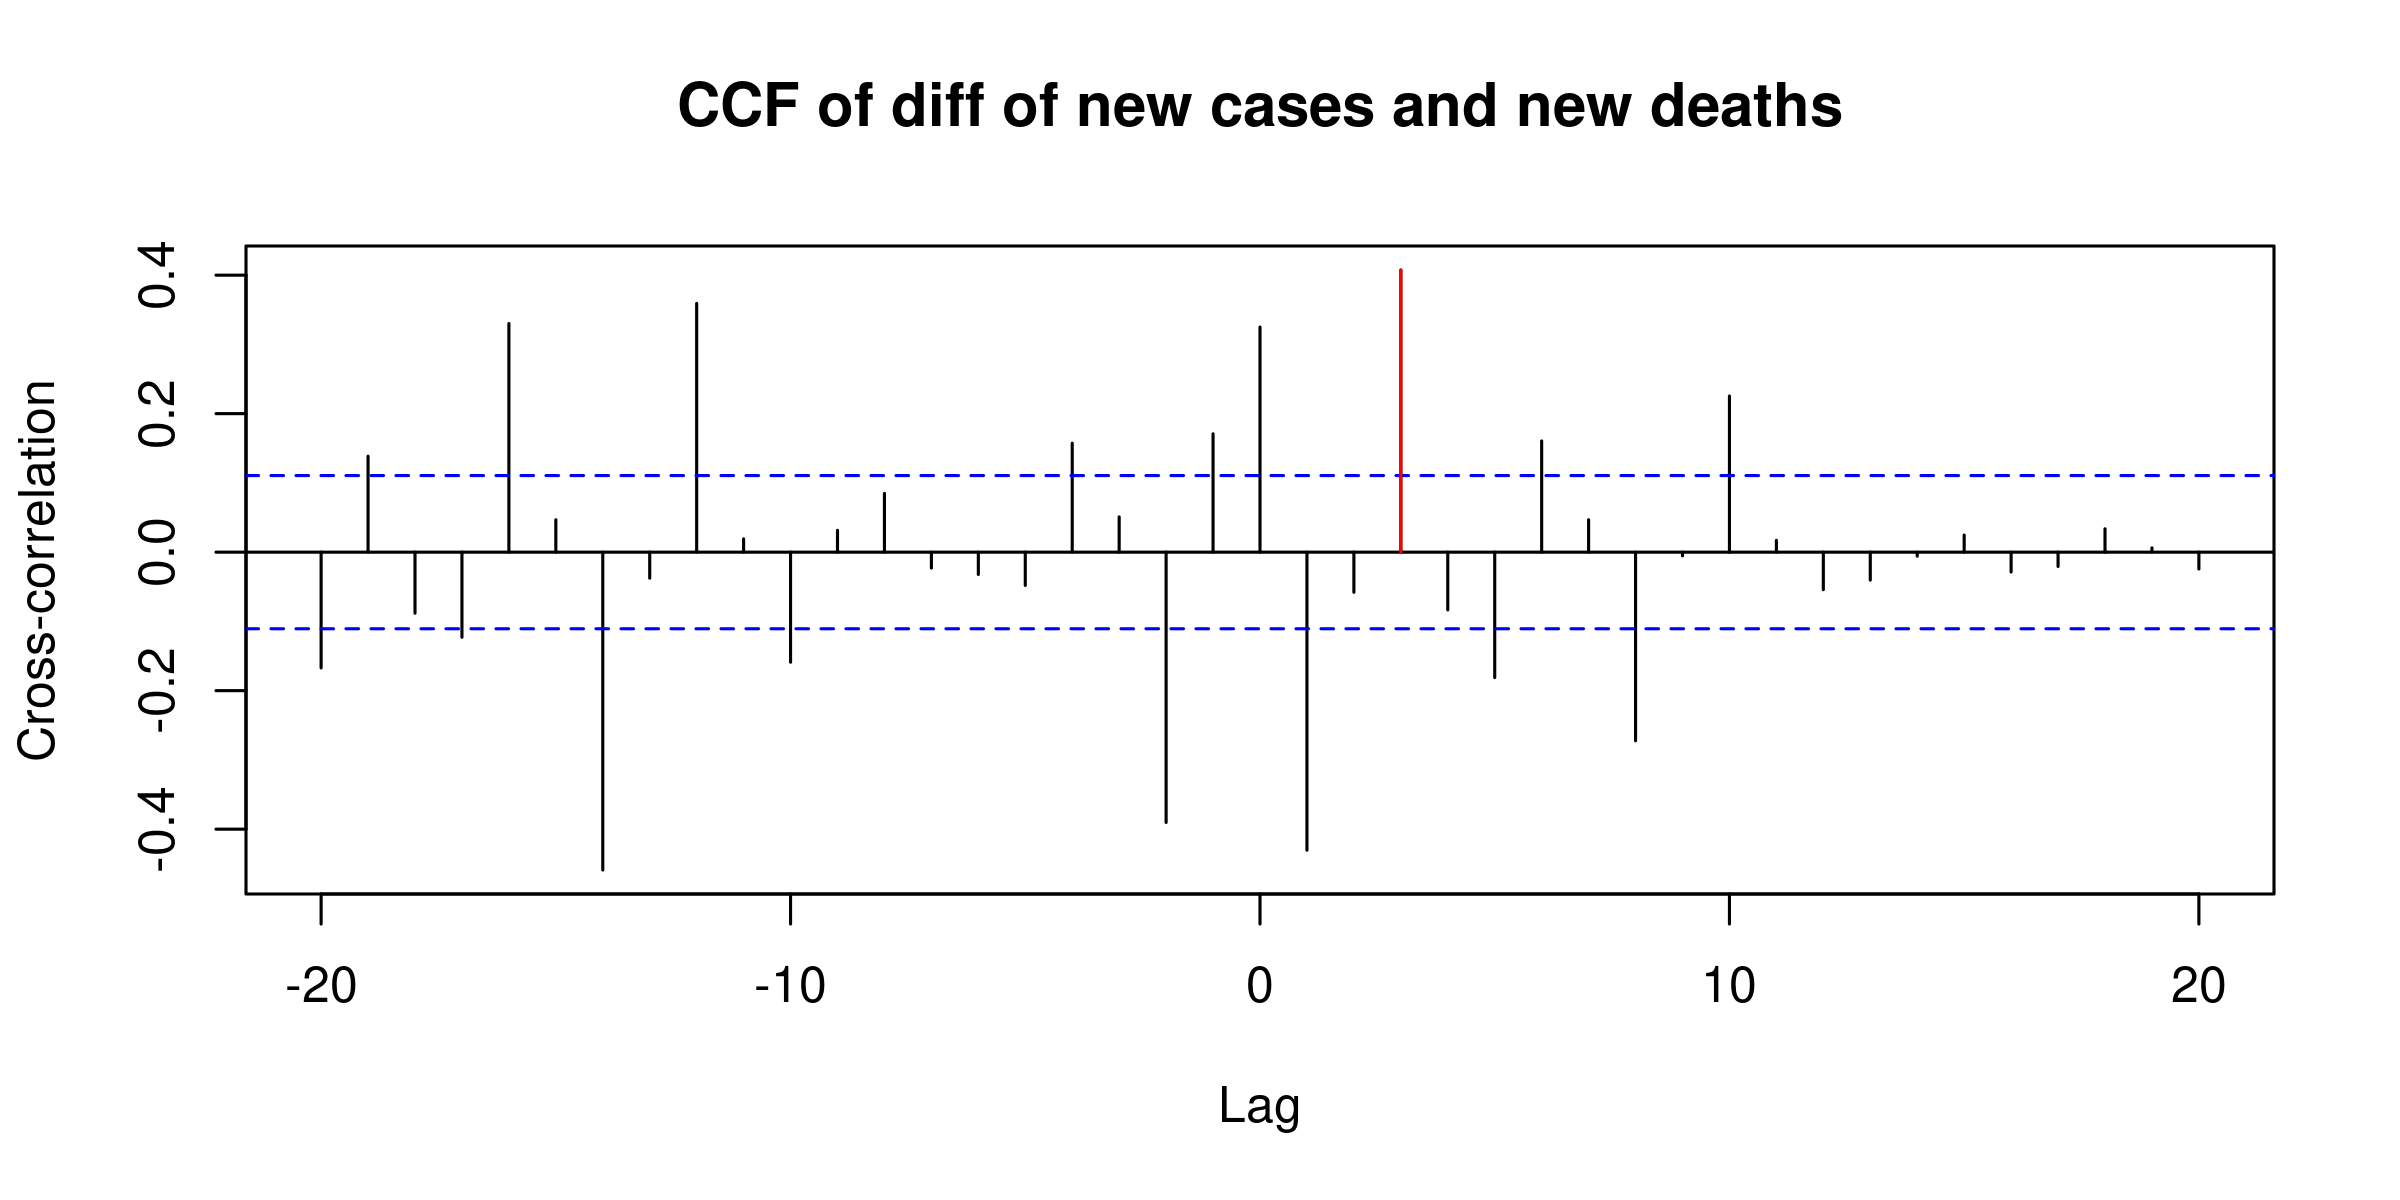 CCF of diff of new cases and new deaths
Cross-correlation
0.4
0.2
0.0
-0.2
-0.4
-20 -10 0 10 20
Lag